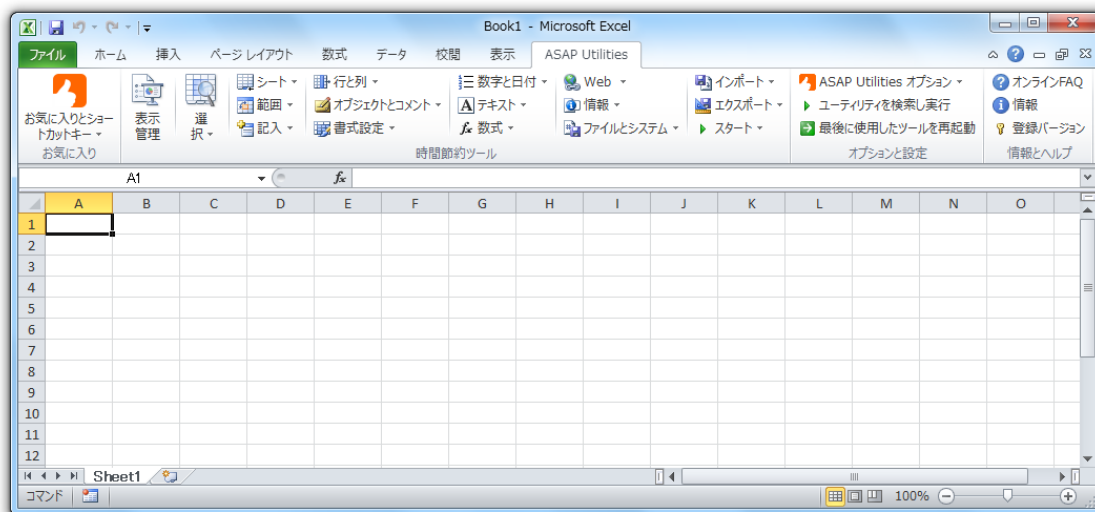 Book1 - Microsoft Excel
ファイル ホーム 挿入 ページ レイアウト 数式 データ 校閲 表示 ASAP Utilities
お気に入りとショートカットキー
お気に入り
表示管理
選択
シート
範囲
記入
行と列
オブジェクトとコメント
書式設定
数字と日付
テキスト
fx 数式
Web
情報
ファイルとシステム
インポート
エクスポート
スタート
時間節約ツール
ASAP Utilities オプション
ユーティリティを検索し実行
最後に使用したツールを再起動
オプションと設定
オンラインFAQ
情報
登録バージョン
情報とヘルプ
A1 fx
A B C D E F G H I J K L M N O
1
2
3
4
5
6
7
8
9
10
11
12
Sheet1
コマンド 100%